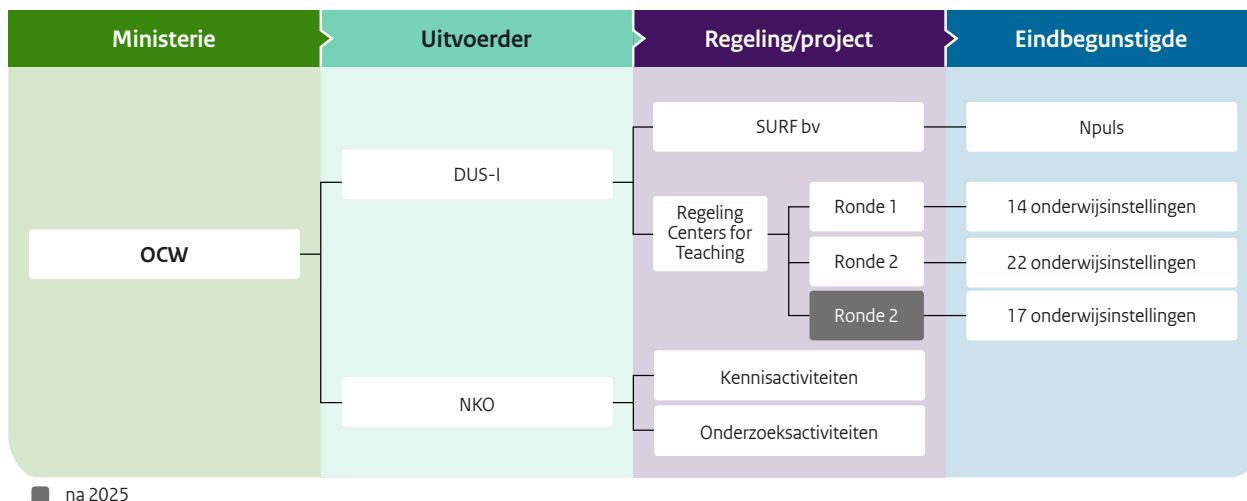 Ministerie
Uitvoerder
Regeling/project
Eindbegunstigde
SURF bv
Npuls
DUS-I
Regeling
Centers for
Teaching
Ronde 1
14 onderwijsinstellingen
OCW
Ronde 2
22 onderwijsinstellingen
Ronde 2
17 onderwijsinstellingen
Kennisactiviteiten
NKO
Onderzoeksactiviteiten
na 2025